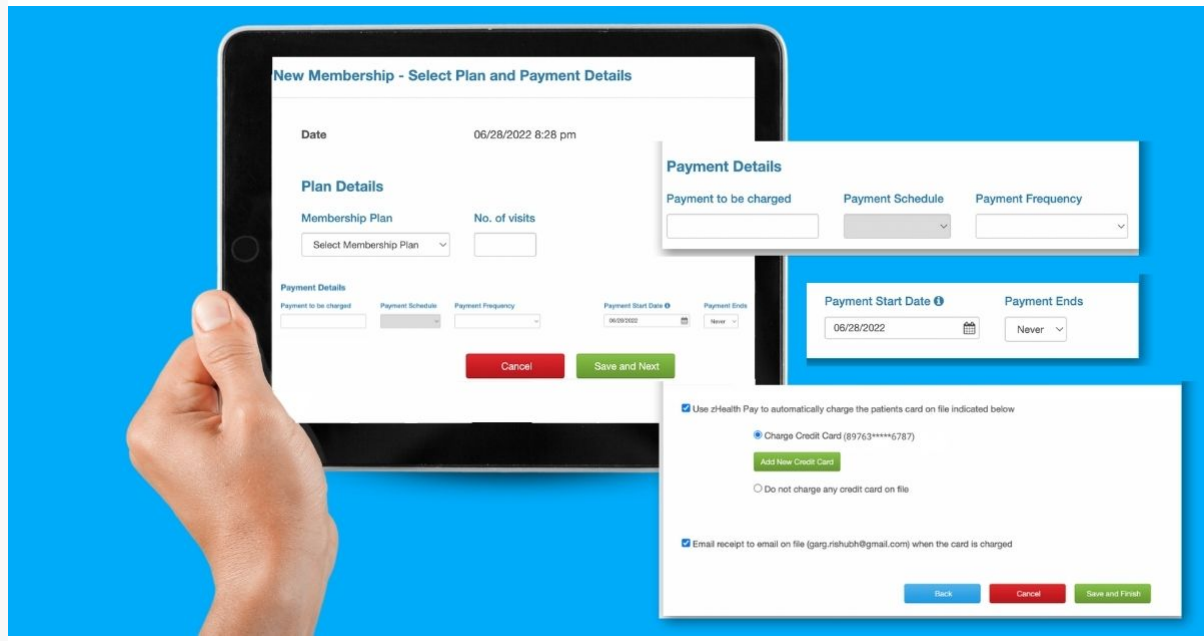 New Membership - Select Plan and Payment Details
Date 06/28/2022 8:28 pm
Plan Details
Membership Plan No. of visits
Select Membership Plan
Payment Details
Payment to be charged Payment Schedule Payment Frequency Payment Start Date Payment Ends
06/28/2022 Never
Cancel Save and Next
Payment Details
Payment to be charged Payment Schedule Payment Frequency
Payment Start Date Payment Ends
06/28/2022 Never
Use zHealth Pay to automatically charge the patients card on file indicated below
Charge Credit Card (89763*****6787)
Add New Credit Card
Do not charge any credit card on file
Email receipt to email on file (garg.rishubh@gmail.com) when the card is charged
Back Cancel Save and Finish